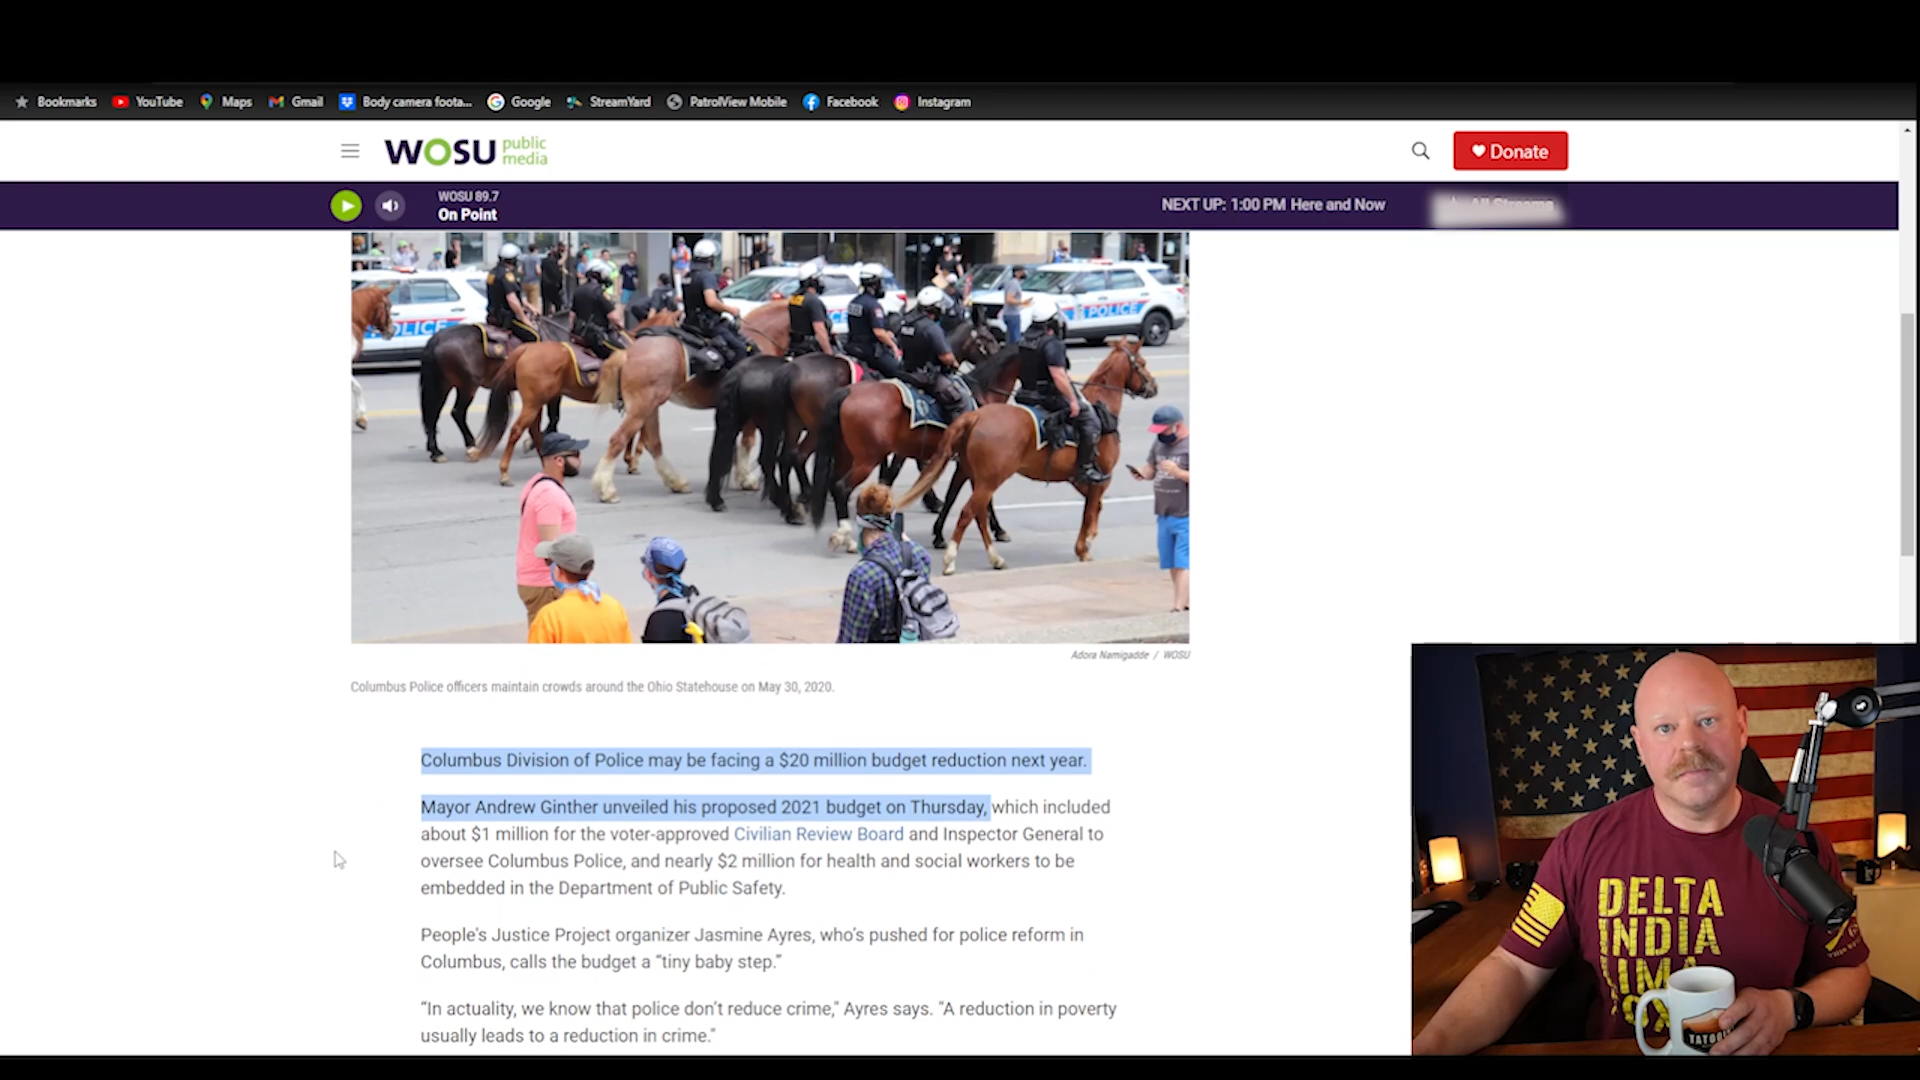 Bookmarks YouTube Maps Gmail Body camera foota... Google StreamYard PatrolView Mobile Facebook Instagram
WOSU public media
Donate
WOSU 89.7
On Point
NEXT UP: 1:00 PM Here and Now
All Streams
POLICE
POLICE
Adora Namigadde / WOSU
Columbus Police officers maintain crowds around the Ohio Statehouse on May 30, 2020.
Columbus Division of Police may be facing a $20 million budget reduction next year.
Mayor Andrew Ginther unveiled his proposed 2021 budget on Thursday, which included
about $1 million for the voter-approved Civilian Review Board and Inspector General to
oversee Columbus Police, and nearly $2 million for health and social workers to be
embedded in the Department of Public Safety.
People's Justice Project organizer Jasmine Ayres, who's pushed for police reform in
Columbus, calls the budget a “tiny baby step.”
“In actuality, we know that police don’t reduce crime," Ayres says. "A reduction in poverty
usually leads to a reduction in crime."
DELTA
INDIA
LIMA